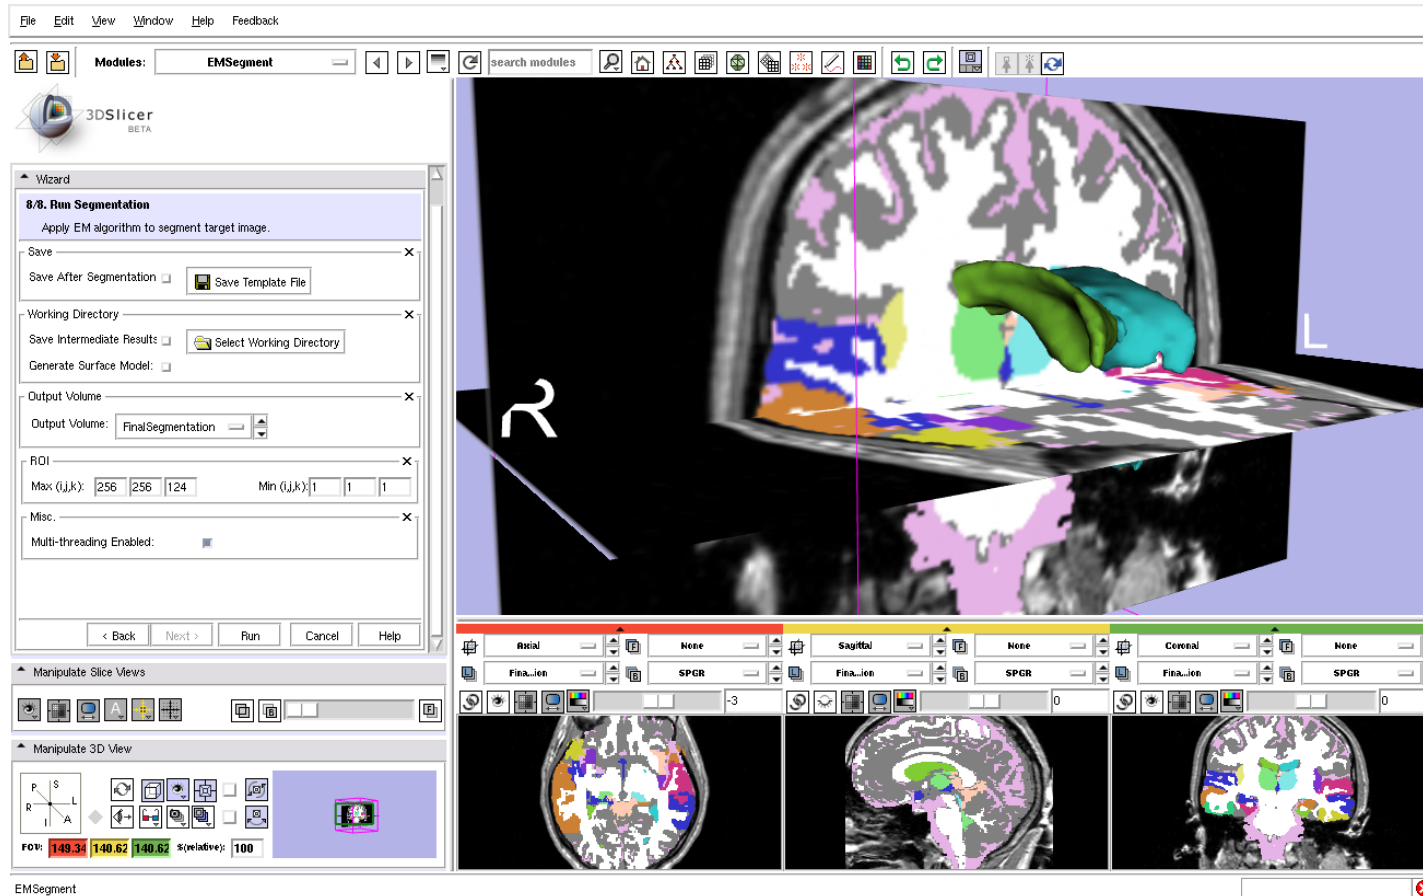 File Edit View Window Help Feedback
Modules: EMSegment search modules
3DSlicer
BETA
Wizard
8/8. Run Segmentation
Apply EM algorithm to segment target image.
Save
Save After Segmentation Save Template File
Working Directory
Save Intermediate Results Select Working Directory
Generate Surface Model:
Output Volume
Output Volume: FinalSegmentation
ROI
Max (i,j,k): 256 256 124 Min (i,j,k): 1 1 1
Misc.
Multi-threading Enabled:
< Back Next > Run Cancel Help
R
L
Manipulate Slice Views
A
B
F
Manipulate 3D View
P S
R L
I A
FOV: 149.34 140.62 140.62 %(relative): 100
Axial F None Sagittal F None Coronal F None
L Fina...ion B SPGR L Fina...ion B SPGR L Fina...ion B SPGR
-3 0 0
EMSegment